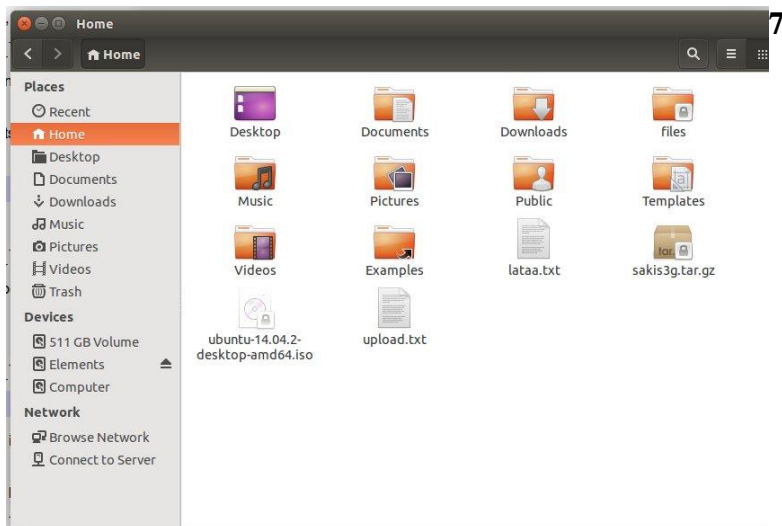 Home
7
Home
Places
Recent
Home
Desktop
Documents
Downloads
Music
Pictures
Videos
Trash
Devices
511 GB Volume
Elements
Computer
Network
Browse Network
Connect to Server
Desktop Documents Downloads files
Music Pictures Public Templates
Videos Examples lataa.txt sakis3g.tar.gz
ubuntu-14.04.2-
desktop-amd64.iso
upload.txt